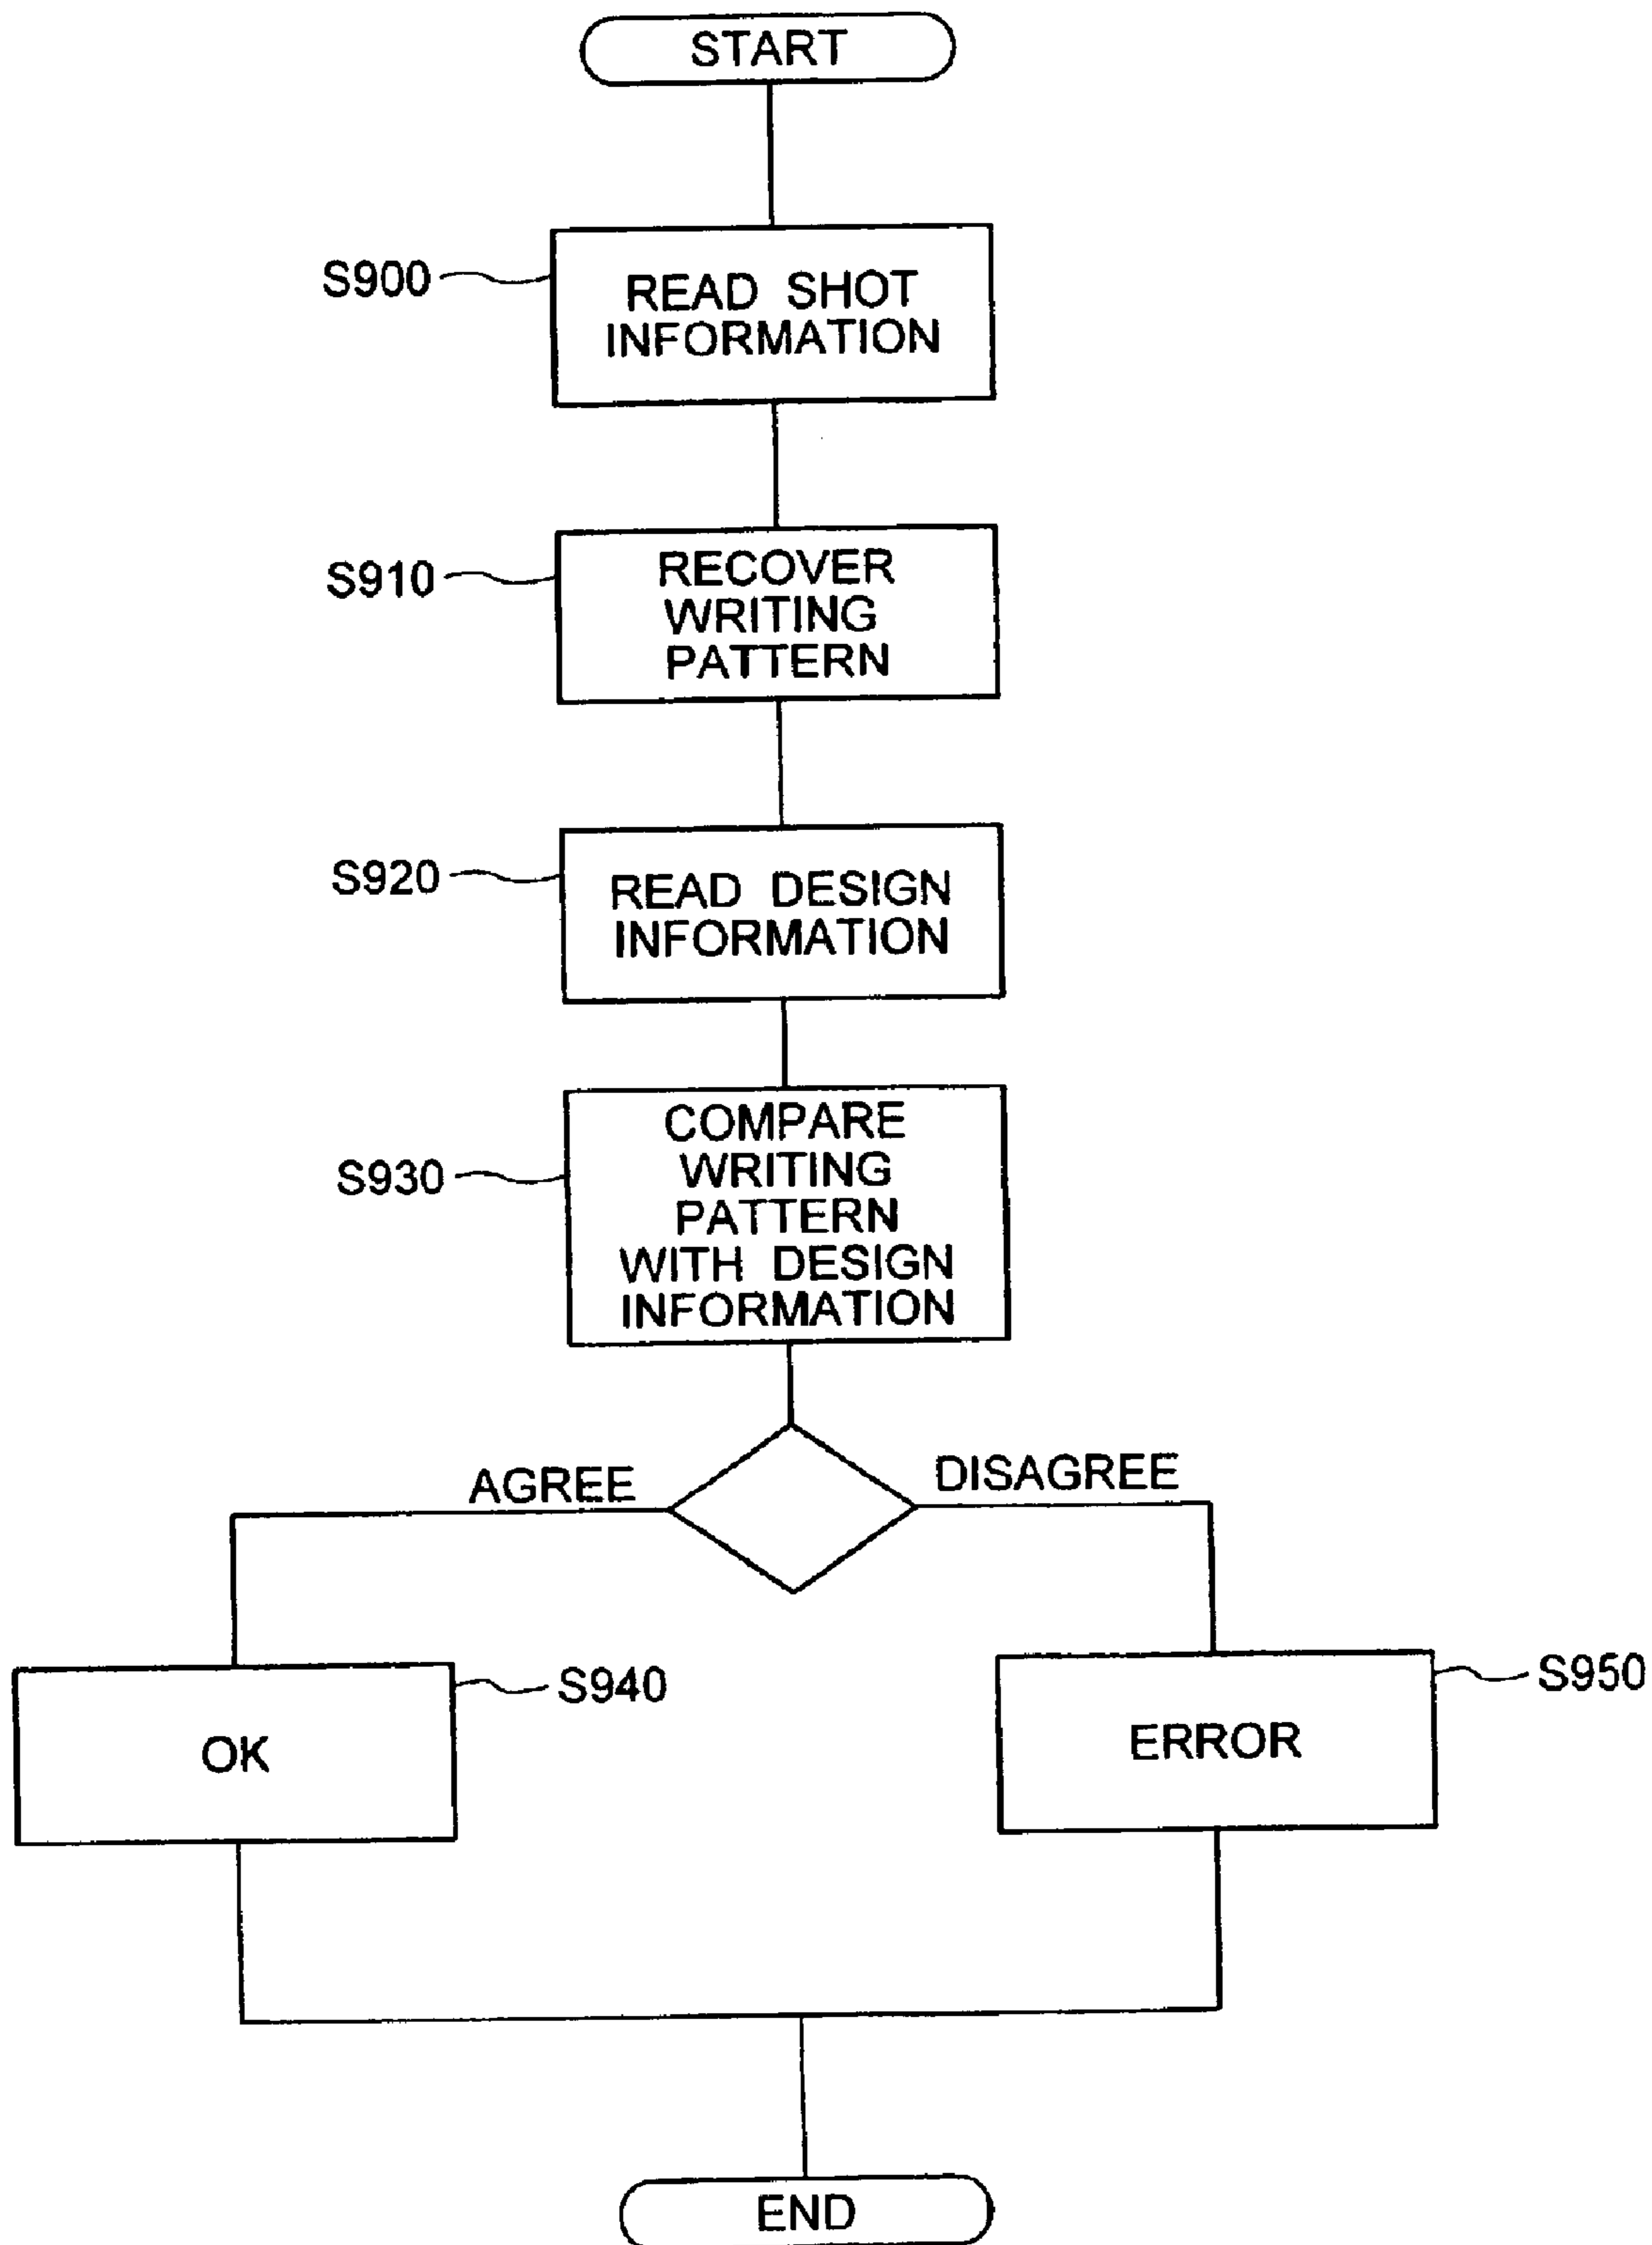 START
S900
READ SHOT
INFORMATION
S910
RECOVER
WRITING
PATTERN
S920
READ DESIGN
INFORMATION
S930
COMPARE
WRITING
PATTERN
WITH DESIGN
INFORMATION
AGREE
DISAGREE
S940
OK
S950
ERROR
END